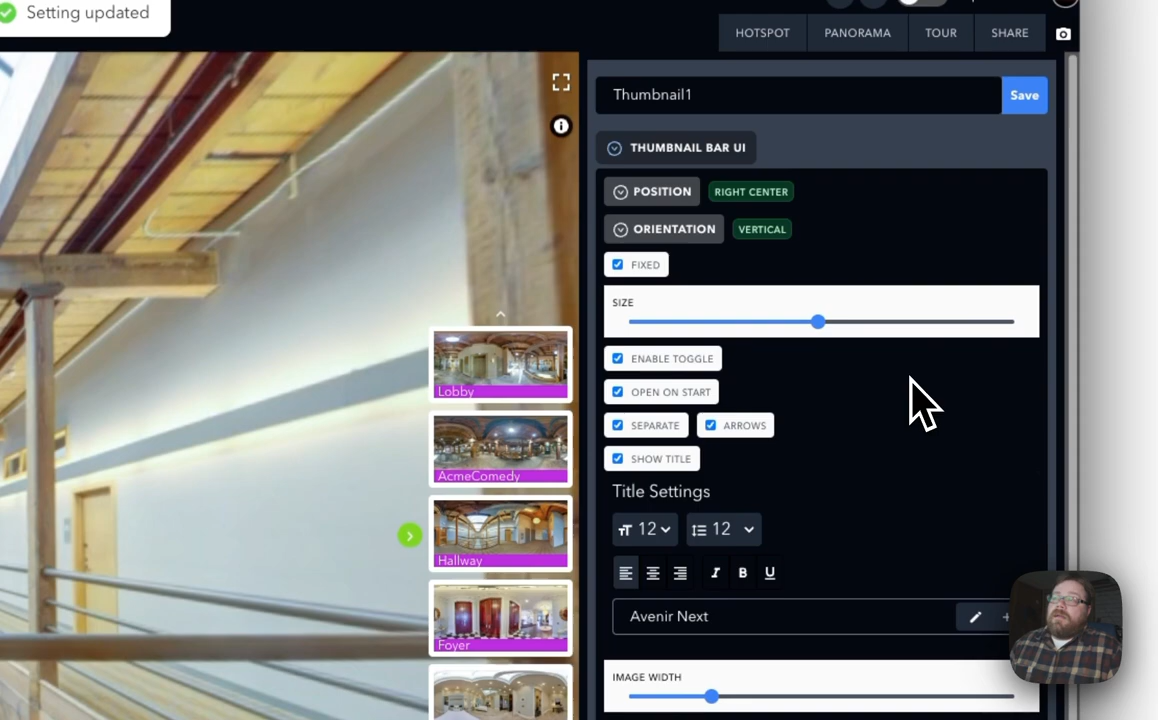 Setting updated
HOTSPOT PANORAMA TOUR SHARE
Thumbnail1
Save
THUMBNAIL BAR UI
POSITION RIGHT CENTER
ORIENTATION VERTICAL
FIXED
SIZE
ENABLE TOGGLE
OPEN ON START
SEPARATE ARROWS
SHOW TITLE
Title Settings
12 12
I B U
Avenir Next
IMAGE WIDTH
Lobby
AcmeComedy
Hallway
Foyer